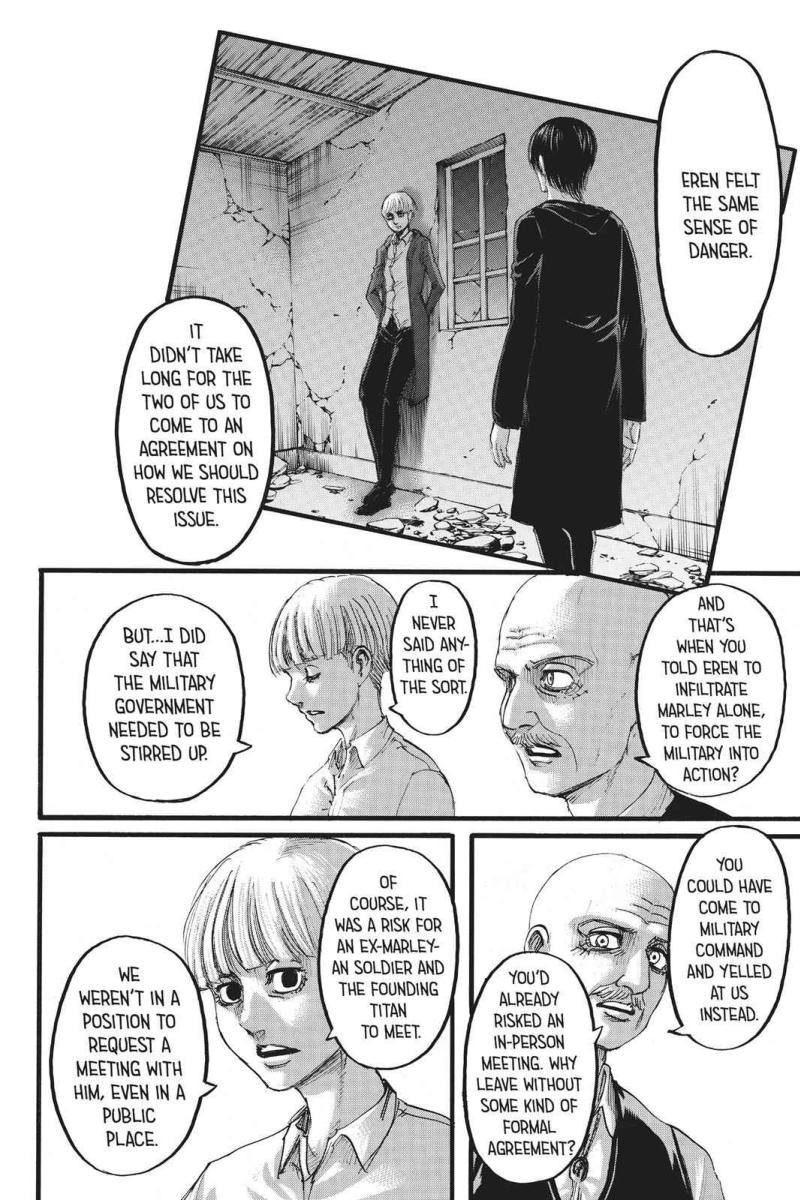 EREN FELT
THE SAME
SENSE OF
DANGER.
IT
DIDN'T TAKE
LONG FOR THE
TWO OF US TO
COME TO AN
AGREEMENT ON
HOW WE SHOULD
RESOLVE THIS
ISSUE.
AND
THAT'S
WHEN YOU
TOLD EREN TO
INFILTRATE
MARLEY ALONE,
TO FORCE THE
MILITARY INTO
ACTION?
I
NEVER
SAID ANY-
THING OF
THE SORT.
BUT...I DID
SAY THAT
THE MILITARY
GOVERNMENT
NEEDED TO BE
STIRRED UP.
YOU
COULD HAVE
COME TO
MILITARY
COMMAND
AND YELLED
AT US
INSTEAD.
YOU'D
ALREADY
RISKED AN
IN-PERSON
MEETING. WHY
LEAVE WITHOUT
SOME KIND OF
FORMAL
AGREEMENT?
OF
COURSE, IT
WAS A RISK FOR
AN EX-MARLEY-
AN SOLDIER AND
THE FOUNDING
TITAN
TO MEET.
WE
WEREN'T IN A
POSITION TO
REQUEST A
MEETING WITH
HIM, EVEN IN A
PUBLIC
PLACE.